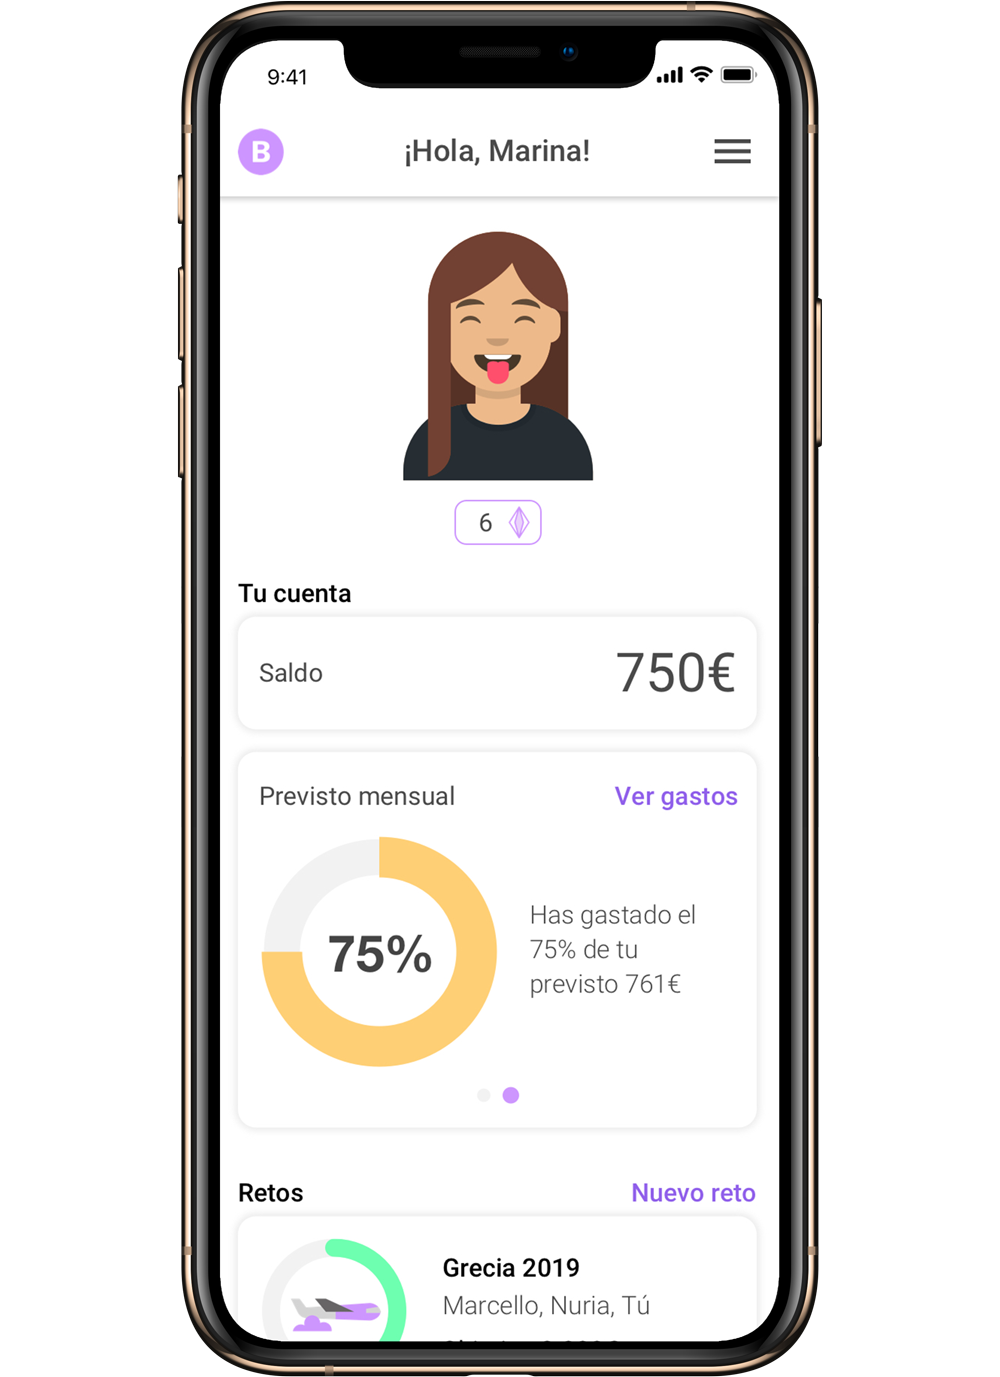 9:41
B
¡Hola, Marina!
6
Tu cuenta
Saldo
750€
Previsto mensual
Ver gastos
75%
Has gastado el
75% de tu
previsto 761€
Retos
Nuevo reto
Grecia 2019
Marcello, Nuria, Tú